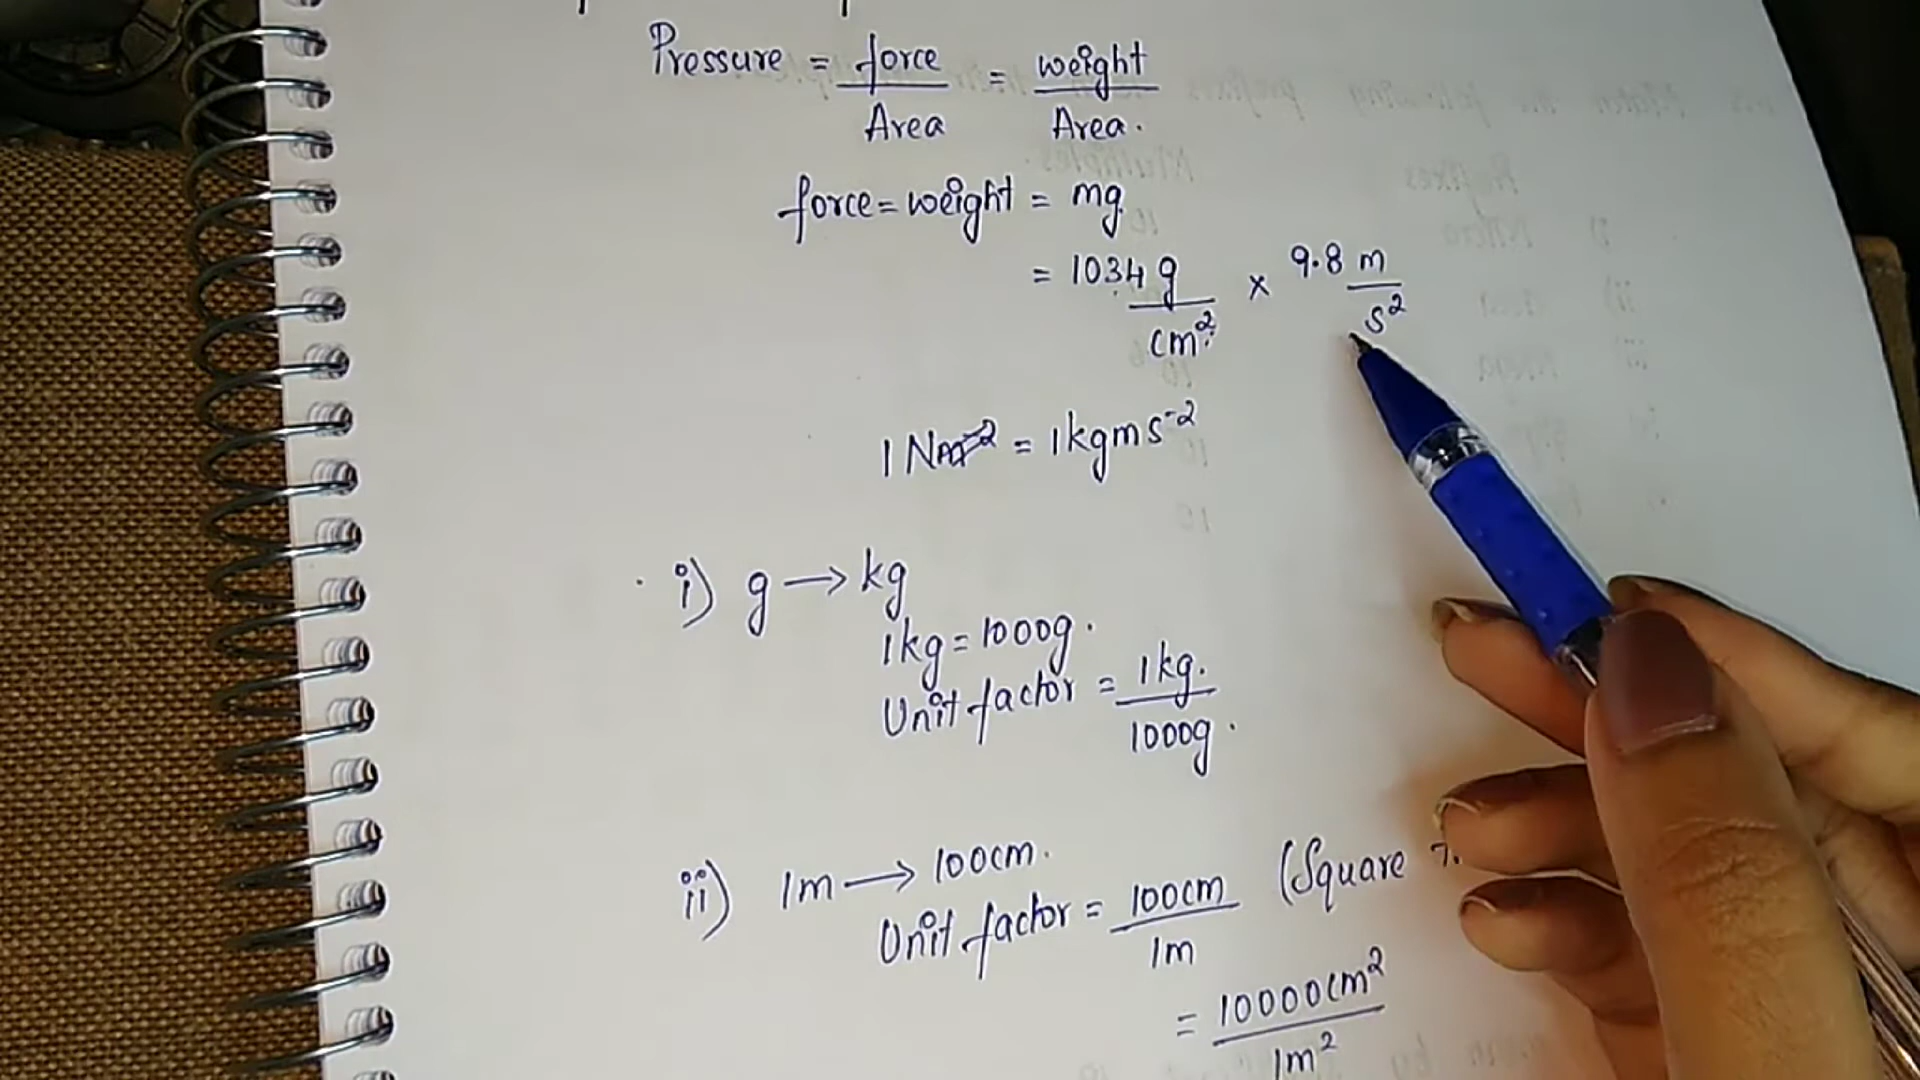 Pressure = force/Area = weight/Area.
force = weight = mg
= 1034 g/cm² × 9.8 m/s²
1 N = 1 kg m s⁻²
i) g → kg
1kg = 1000g.
Unit factor = 1kg./1000g.
ii) 1m → 100cm.
Unit factor = 100cm/1m (Square
= 10000cm²/1m²